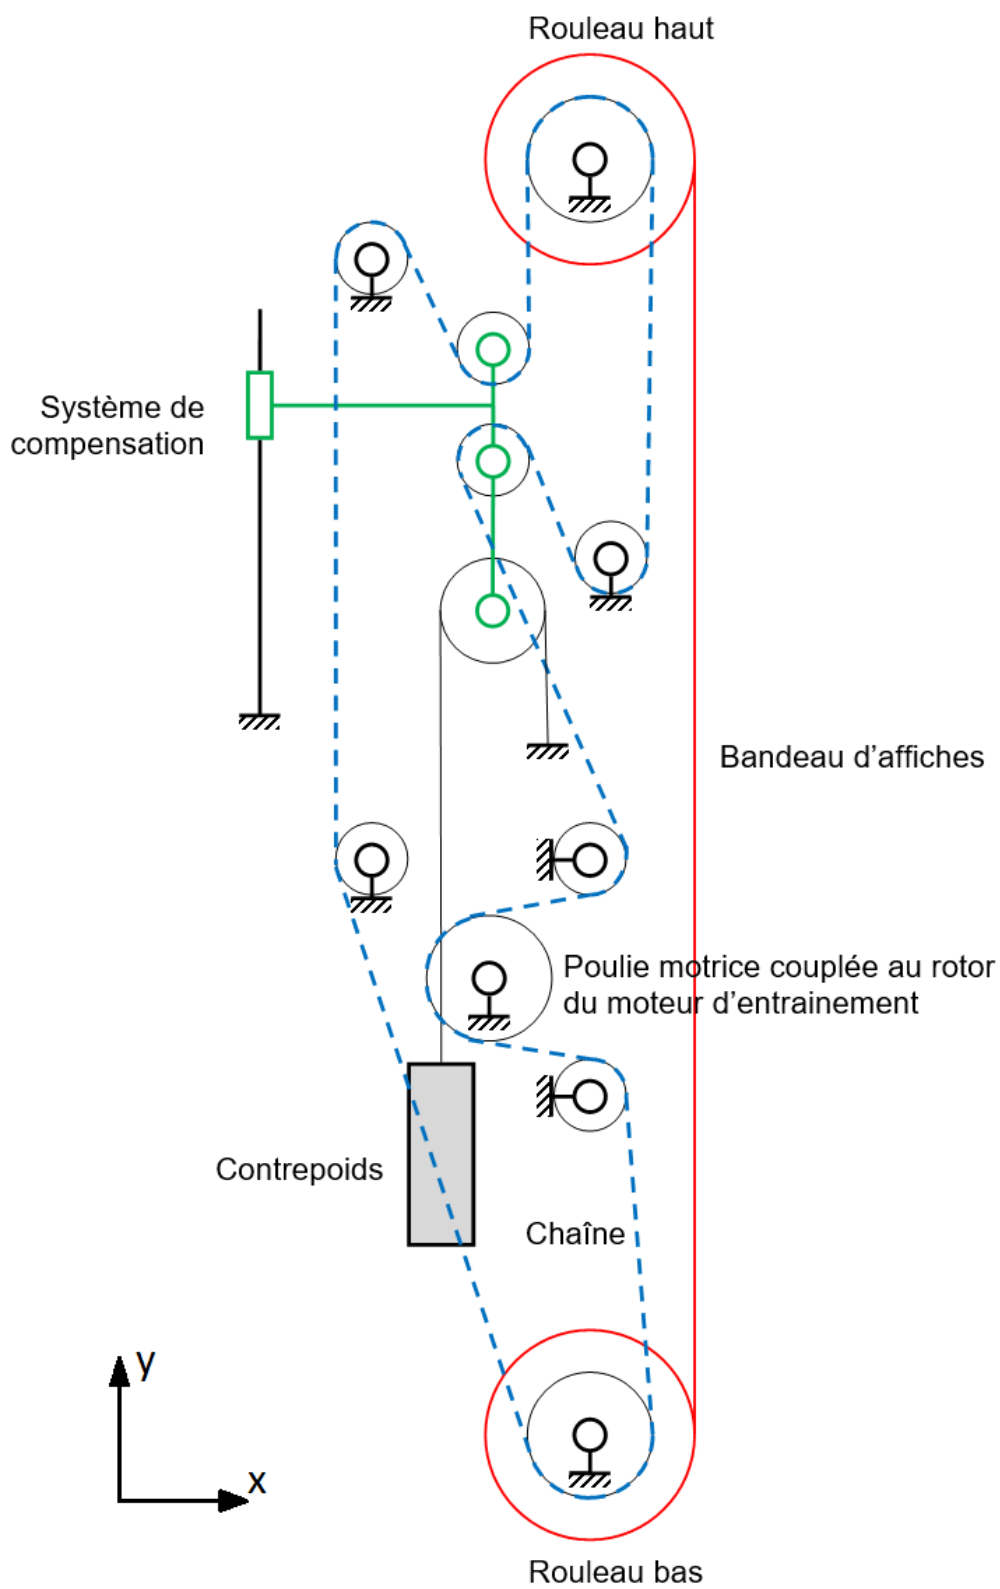 Rouleau haut
Système de
compensation
Bandeau d’affiches
Poulie motrice couplée au rotor
du moteur d’entrainement
Contrepoids
Chaîne
y
x
Rouleau bas